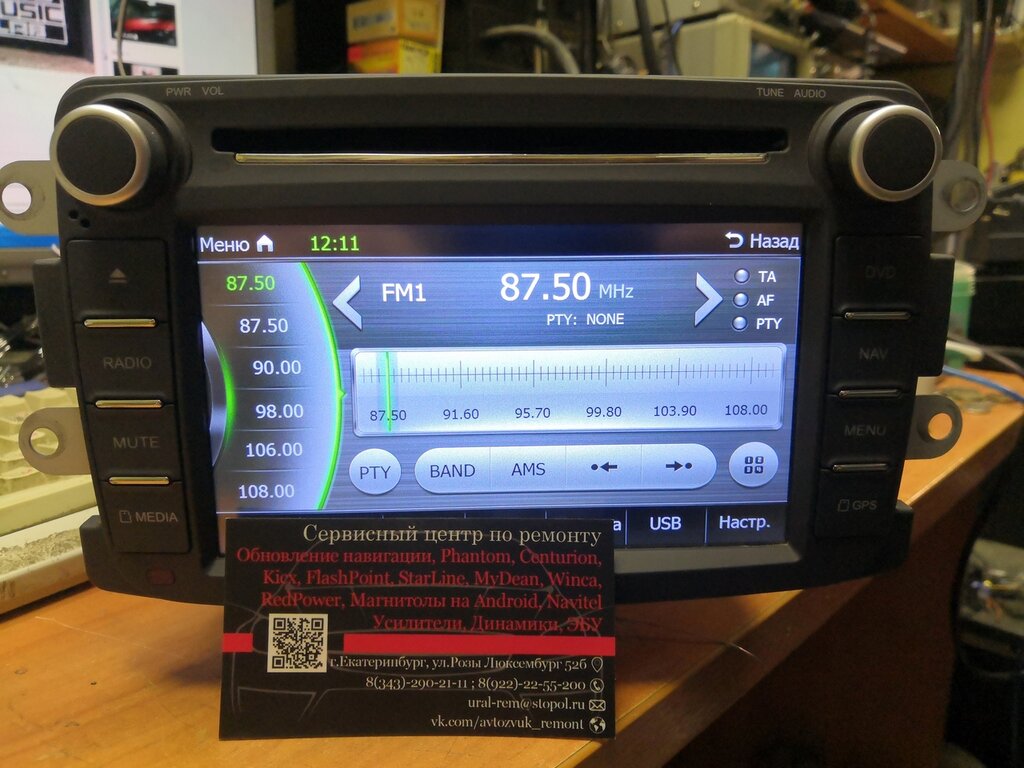 USIC
PWR VOL
TUNE AUDIO
Меню 12:11 Назад
87.50
87.50
90.00
98.00
106.00
108.00
FM1 87.50 MHz
PTY: NONE
TA
AF
PTY
87.50 91.60 95.70 99.80 103.90 108.00
PTY BAND AMS
USB Настр.
RADIO
MUTE
MEDIA
DVD
NAV
MENU
GPS
Сервисный центр по ремонту
Обновление навигации, Phantom, Centurion,
Kicx, FlashPoint, StarLine, MyDean, Winca,
RedPower, Магнитолы на Android, Navitel
Усилители, Динамики, ЭБУ
г.Екатеринбург, ул.Розы Люксембург 52б
8(343)-290-21-11 ; 8(922)-22-55-200
ural-rem@stopol.ru
vk.com/avtozvuk_remont